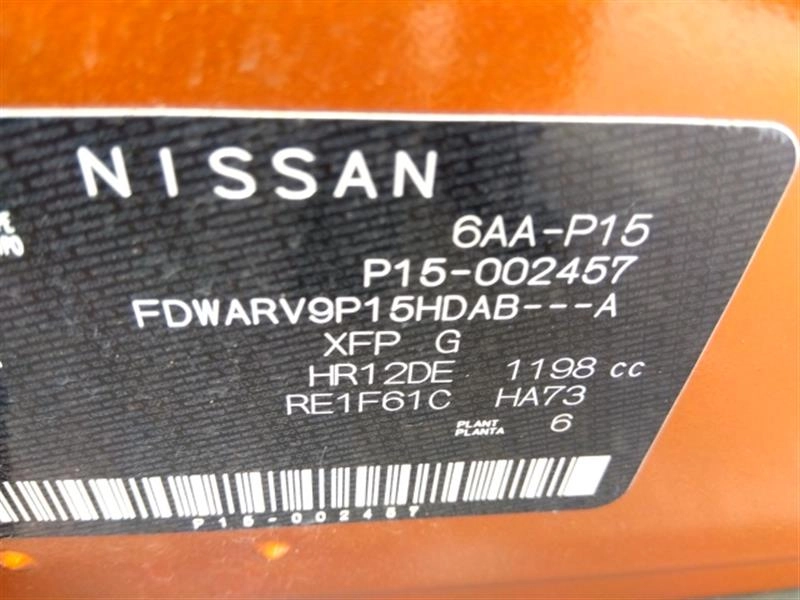 NISSAN
6AA-P15
P15-002457
FDWARV9P15HDAB---A
XFP G
HR12DE 1198 cc
RE1F61C HA73
PLANT
PLANTA 6
P15-002457